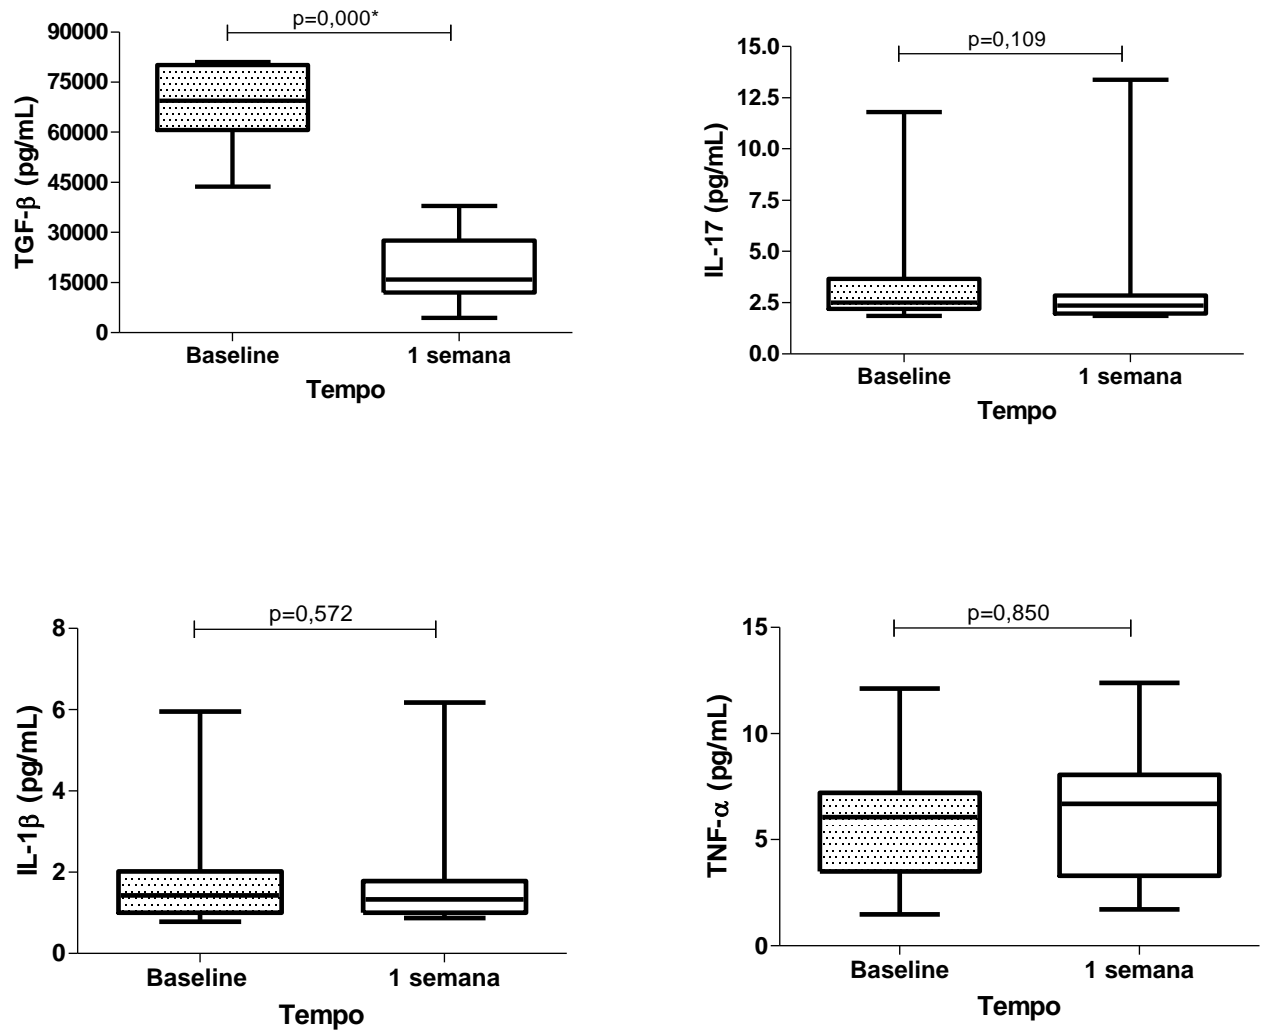 p=0,000*
90000
75000
60000
45000
30000
15000
0
TGF-β (pg/mL)
Baseline
1 semana
Tempo
p=0,109
15.0
12.5
10.0
7.5
5.0
2.5
0.0
IL-17 (pg/mL)
Baseline
1 semana
Tempo
p=0,572
8
6
4
2
0
IL-1β (pg/mL)
Baseline
1 semana
Tempo
p=0,850
15
10
5
0
TNF-α (pg/mL)
Baseline
1 semana
Tempo